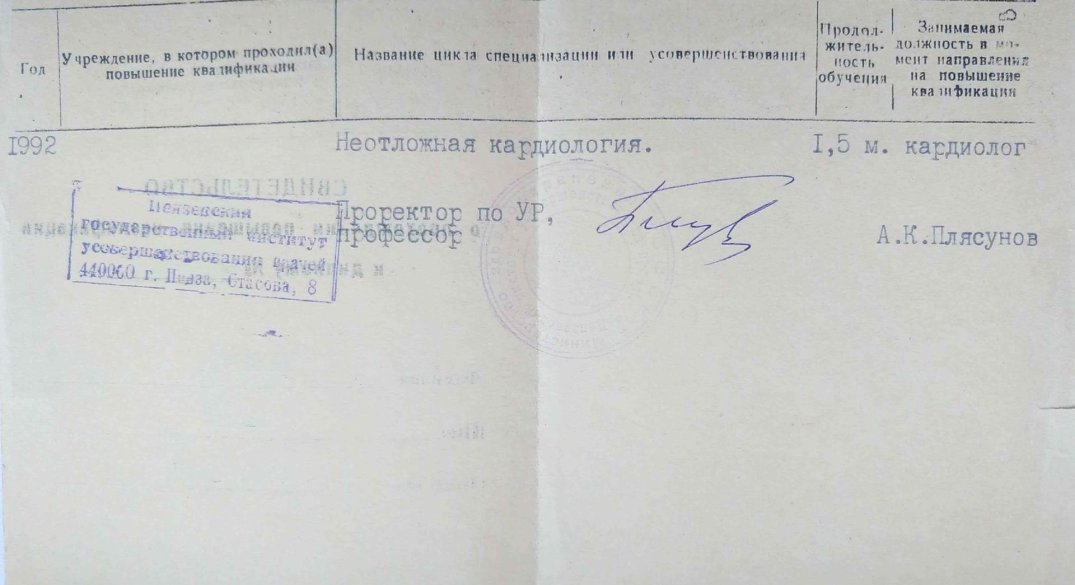 Год
Учреждение, в котором проходил(а)
повышение квалификации
Название цикла специализации или усовершенствования
Продол-
житель-
ность
обучения
Занимаемая
должность в мо-
мент направления
на повышение
квалификации
1992
Неотложная кардиология.
1,5 м. кардиолог
СВИДЕТЕЛЬСТВО
Пензенский
государственный институт
усовершенствования врачей
440060 г. Пенза, Стасова, 8
Проректор по УР,
профессор
А.К.Плясунов